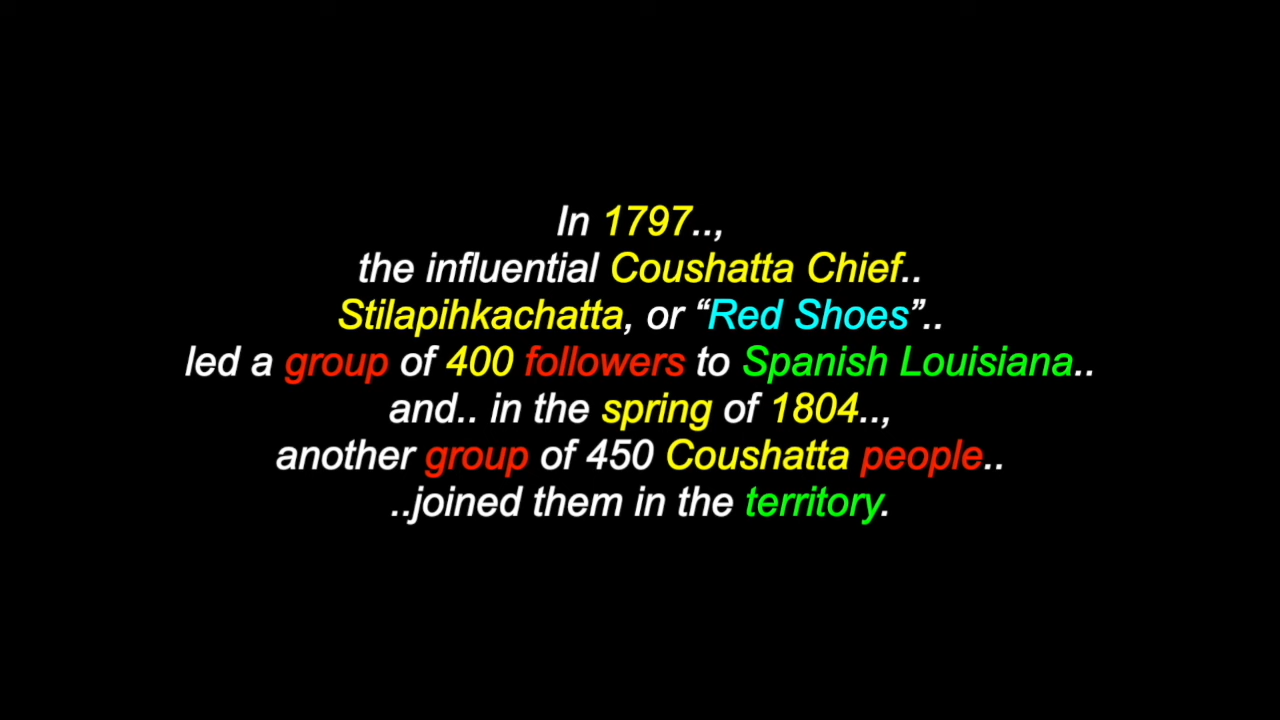 In 1797..,
the influential Coushatta Chief..
Stilapihkachatta, or “Red Shoes”..
led a group of 400 followers to Spanish Louisiana..
and.. in the spring of 1804..,
another group of 450 Coushatta people..
..joined them in the territory.